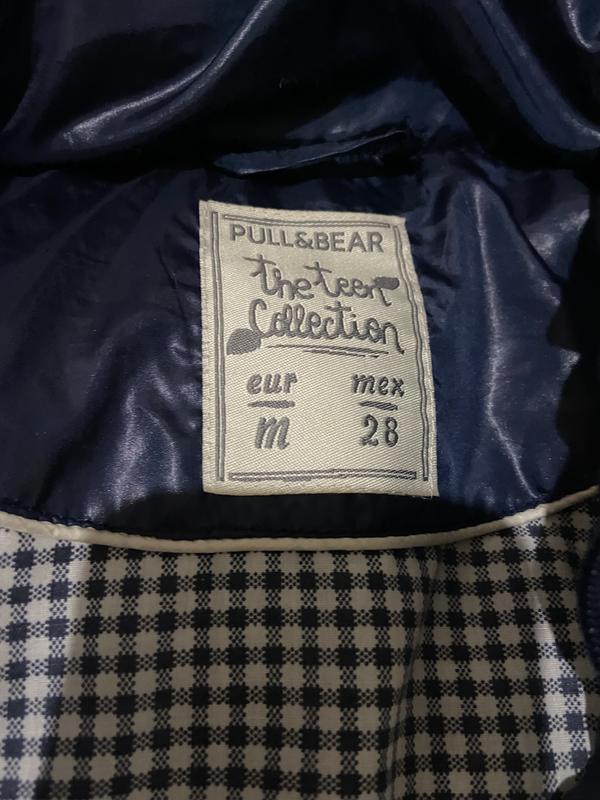 PULL&BEAR
the teen
Collection
eur mex
m 28